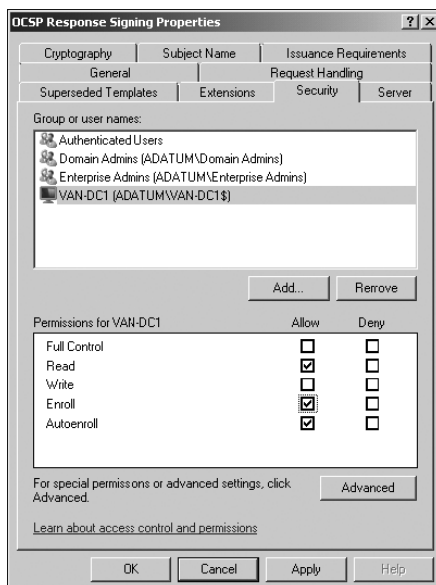 OCSP Response Signing Properties
Cryptography Subject Name Issuance Requirements
General Request Handling
Superseded Templates Extensions Security Server
Group or user names:
Authenticated Users
Domain Admins (ADATUM\Domain Admins)
Enterprise Admins (ADATUM\Enterprise Admins)
VAN-DC1 (ADATUM\VAN-DC1$)
Add... Remove
Permissions for VAN-DC1 Allow Deny
Full Control
Read
Write
Enroll
Autoenroll
For special permissons or advanced settings, click
Advanced.
Advanced
Learn about access control and permissions
OK Cancel Apply Help